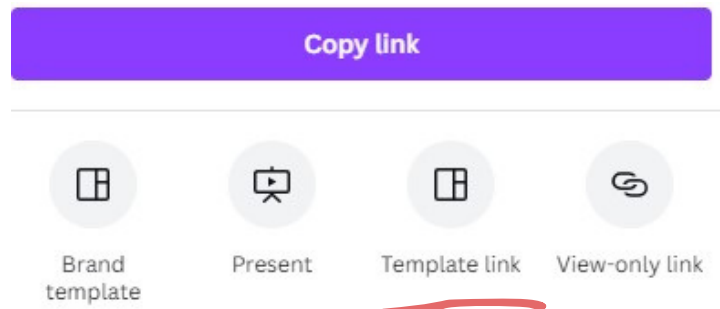 Copy link
Brand
template
Present
Template link
View-only link